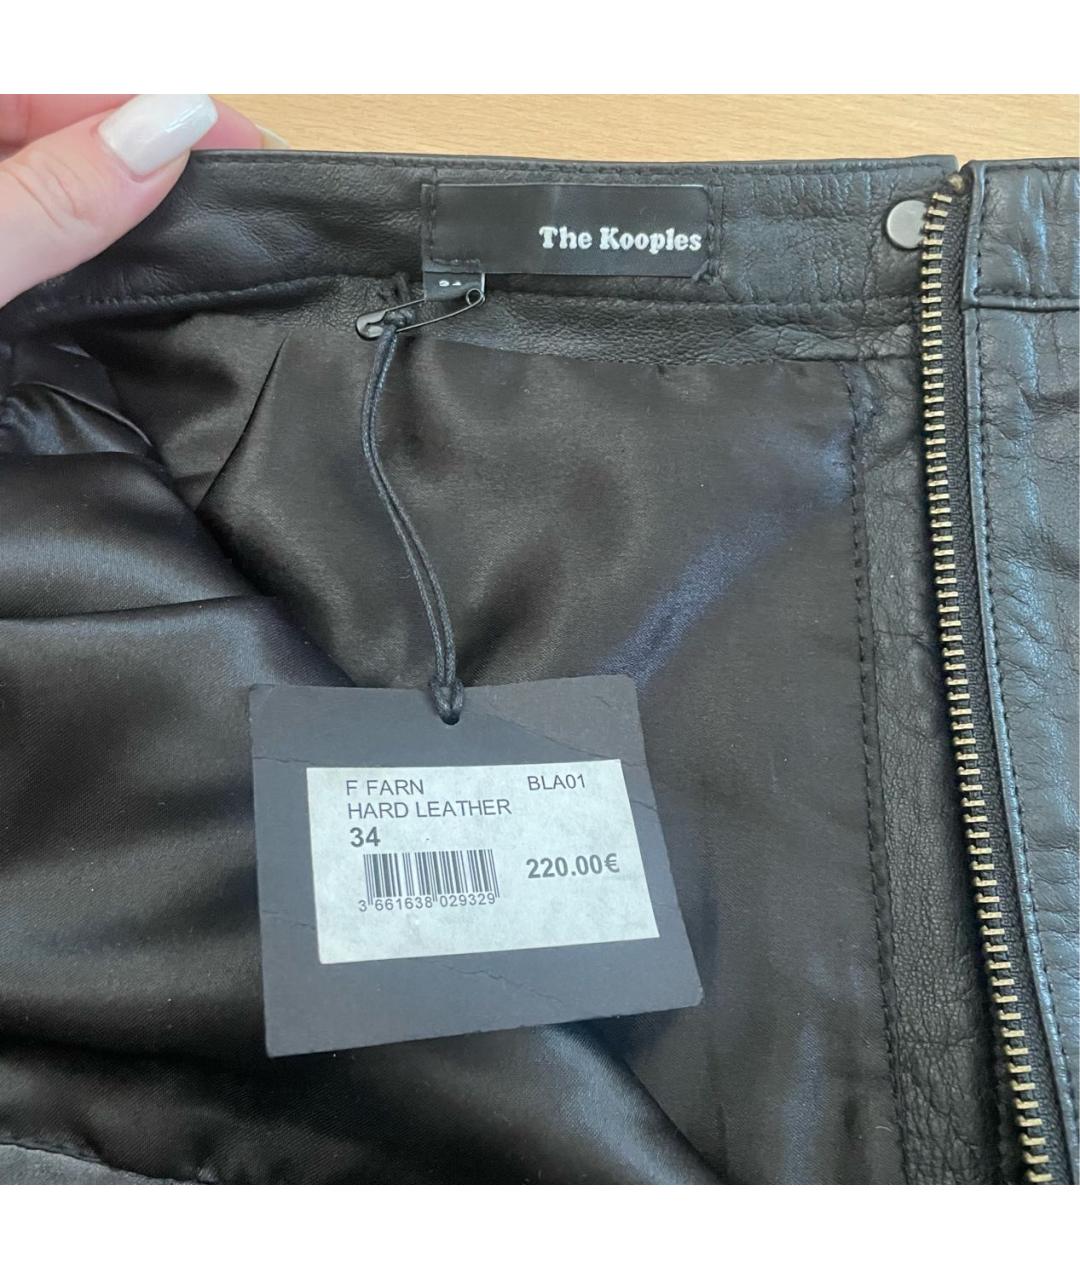 The Kooples
F FARN BLA01
HARD LEATHER
34
220.00€
3 661638 029329